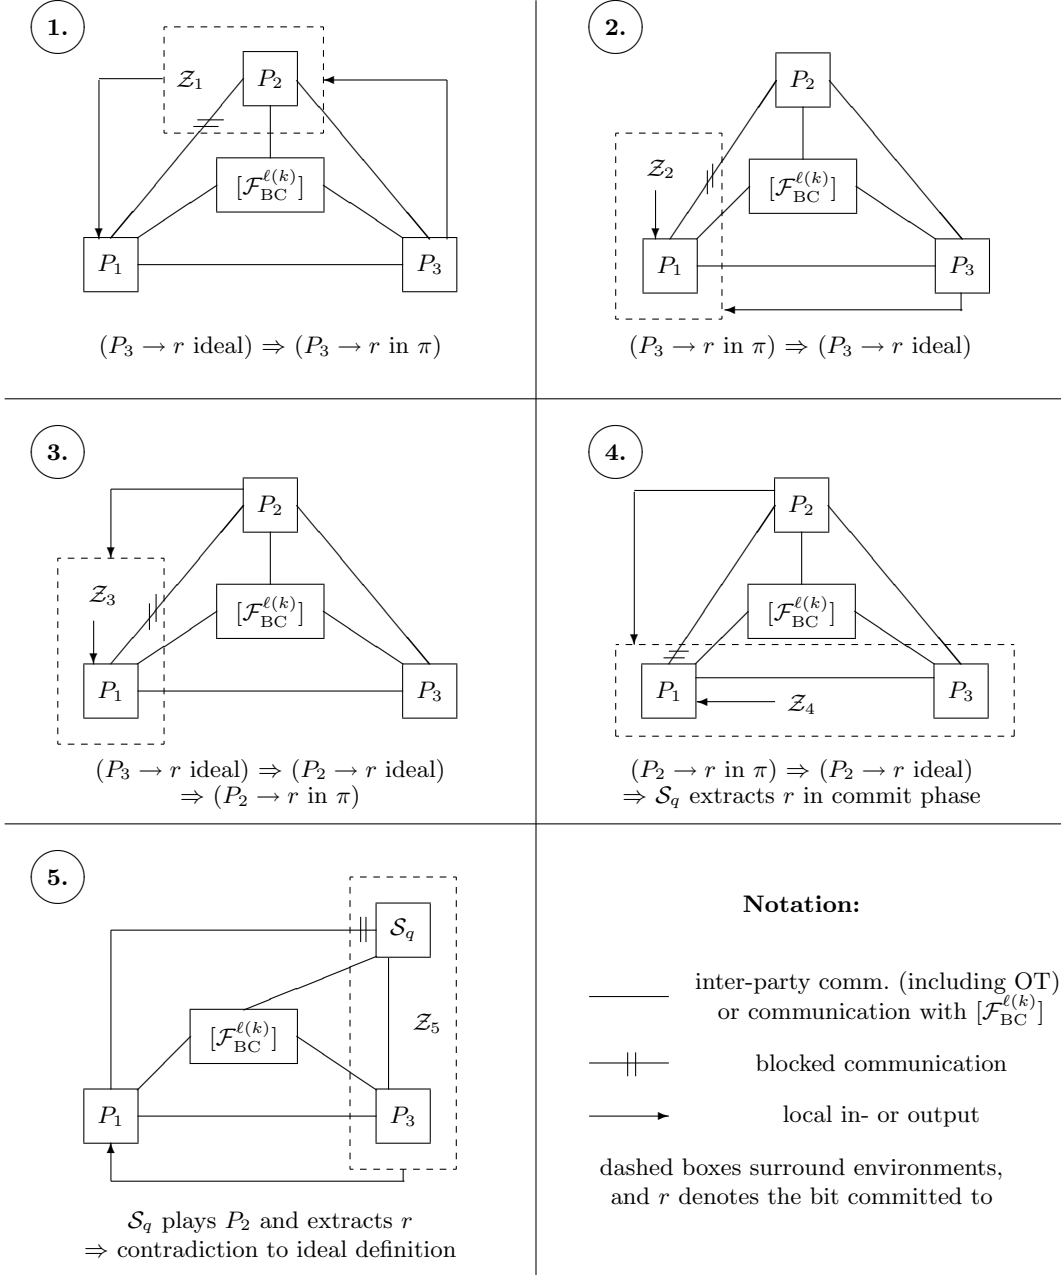 1.
Z₁
P₂
[F_BC^ℓ(k)]
P₁
P₃
(P₃ → r ideal) ⇒ (P₃ → r in π)
2.
P₂
Z₂
[F_BC^ℓ(k)]
P₁
P₃
(P₃ → r in π) ⇒ (P₃ → r ideal)
3.
P₂
Z₃
[F_BC^ℓ(k)]
P₁
P₃
(P₃ → r ideal) ⇒ (P₂ → r ideal)
⇒ (P₂ → r in π)
4.
P₂
[F_BC^ℓ(k)]
P₁
Z₄
P₃
(P₂ → r in π) ⇒ (P₂ → r ideal)
⇒ S_q extracts r in commit phase
5.
S_q
[F_BC^ℓ(k)]
Z₅
P₁
P₃
S_q plays P₂ and extracts r
⇒ contradiction to ideal definition
Notation:
inter-party comm. (including OT)
or communication with [F_BC^ℓ(k)]
blocked communication
local in- or output
dashed boxes surround environments,
and r denotes the bit committed to